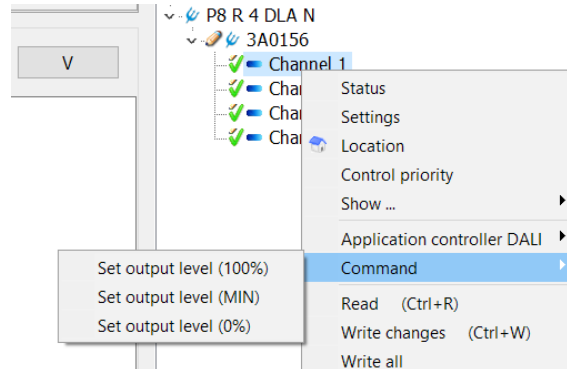 P8 R 4 DLA N
3A0156
V
Channel 1
Status
Settings
Location
Control priority
Show ...
Application controller DALI
Command
Set output level (100%)
Set output level (MIN)
Set output level (0%)
Read (Ctrl+R)
Write changes (Ctrl+W)
Write all